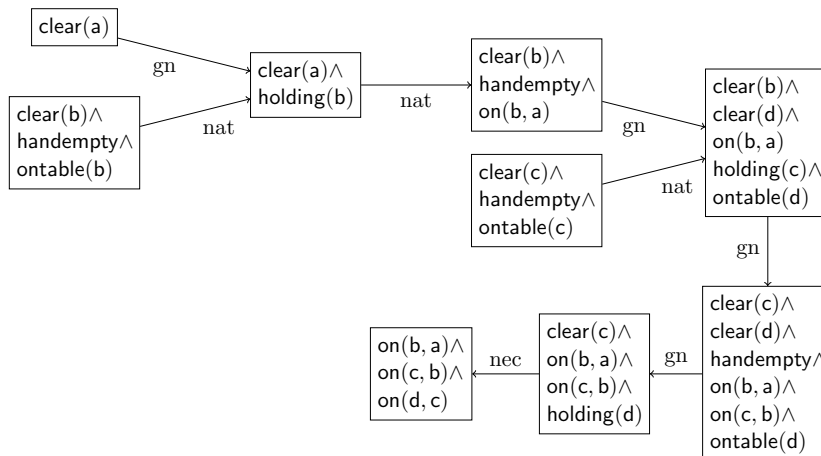 clear(a)
gn
clear(b)∧
handempty∧
ontable(b)
nat
clear(a)∧
holding(b)
nat
clear(b)∧
handempty∧
on(b, a)
gn
clear(c)∧
handempty∧
ontable(c)
nat
clear(b)∧
clear(d)∧
on(b, a)
holding(c)∧
ontable(d)
gn
clear(c)∧
clear(d)∧
handempty∧
on(b, a)∧
on(c, b)∧
ontable(d)
gn
clear(c)∧
on(b, a)∧
on(c, b)∧
holding(d)
nec
on(b, a)∧
on(c, b)∧
on(d, c)